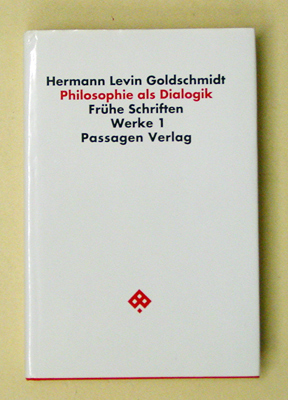 Hermann Levin Goldschmidt
Philosophie als Dialogik
Frühe Schriften
Werke 1
Passagen Verlag